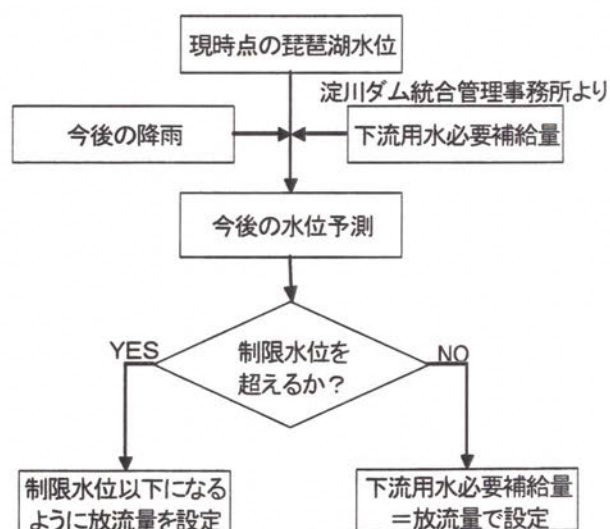 現時点の琵琶湖水位
淀川ダム統合管理事務所より
今後の降雨
下流用水必要補給量
今後の水位予測
YES
制限水位を
超えるか？
NO
制限水位以下になる
ように放流量を設定
下流用水必要補給量
＝放流量で設定